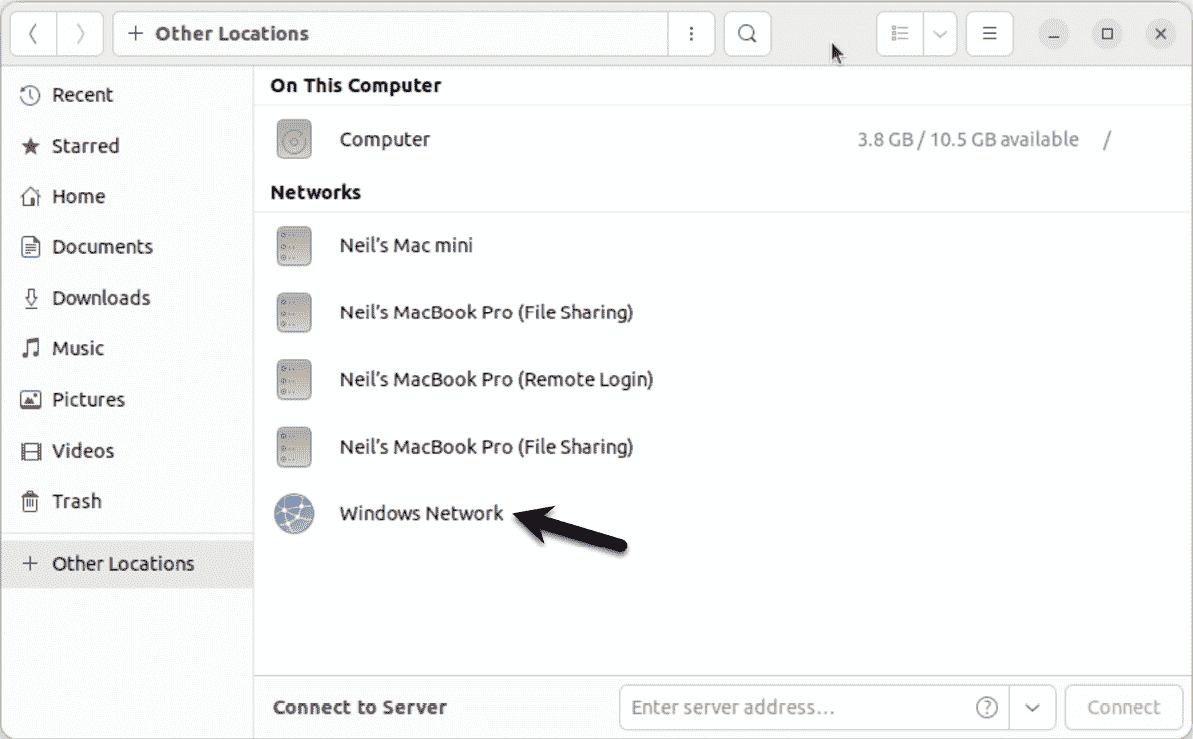 Other Locations
Recent
Starred
Home
Documents
Downloads
Music
Pictures
Videos
Trash
Other Locations
On This Computer
Computer 3.8 GB / 10.5 GB available /
Networks
Neil's Mac mini
Neil's MacBook Pro (File Sharing)
Neil's MacBook Pro (Remote Login)
Neil's MacBook Pro (File Sharing)
Windows Network
Connect to Server Enter server address... Connect